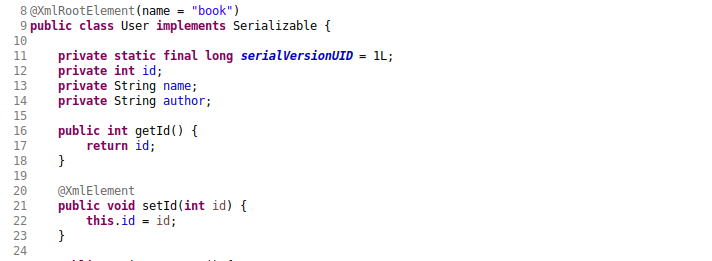 8 @XmlRootElement(name = "book")
9 public class User implements Serializable {
10
11     private static final long serialVersionUID = 1L;
12     private int id;
13     private String name;
14     private String author;
15
16     public int getId() {
17         return id;
18     }
19
20     @XmlElement
21     public void setId(int id) {
22         this.id = id;
23     }
24